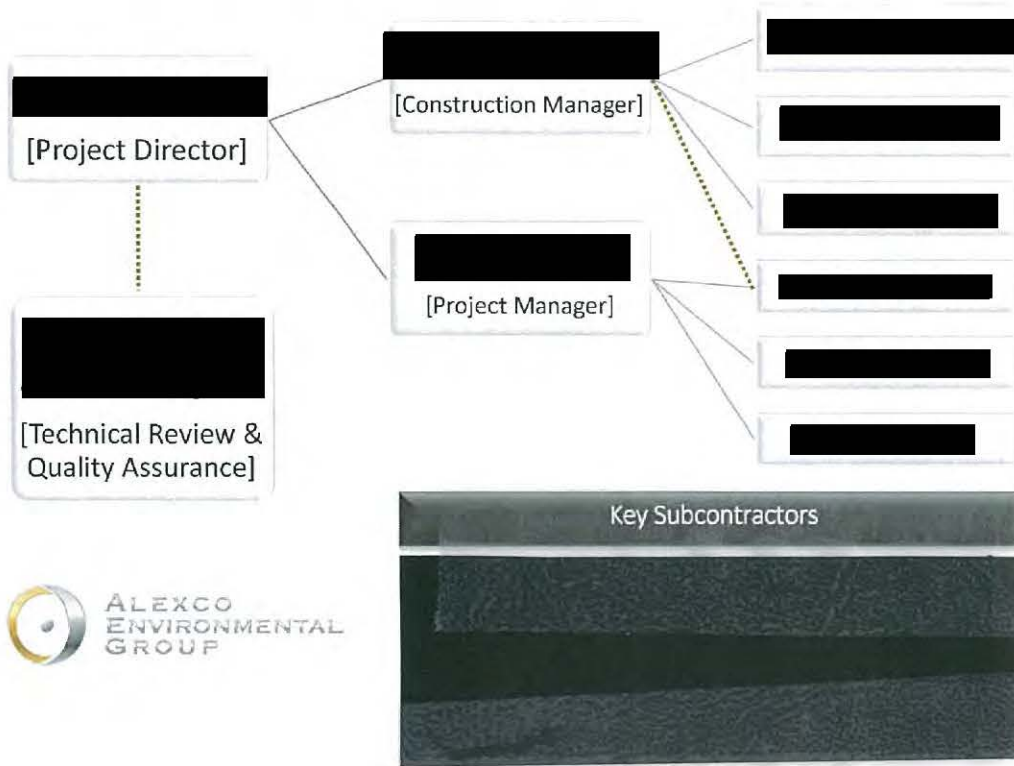 [Project Director]
[Technical Review &
Quality Assurance]
[Construction Manager]
[Project Manager]
Key Subcontractors
ALEXCO
ENVIRONMENTAL
GROUP